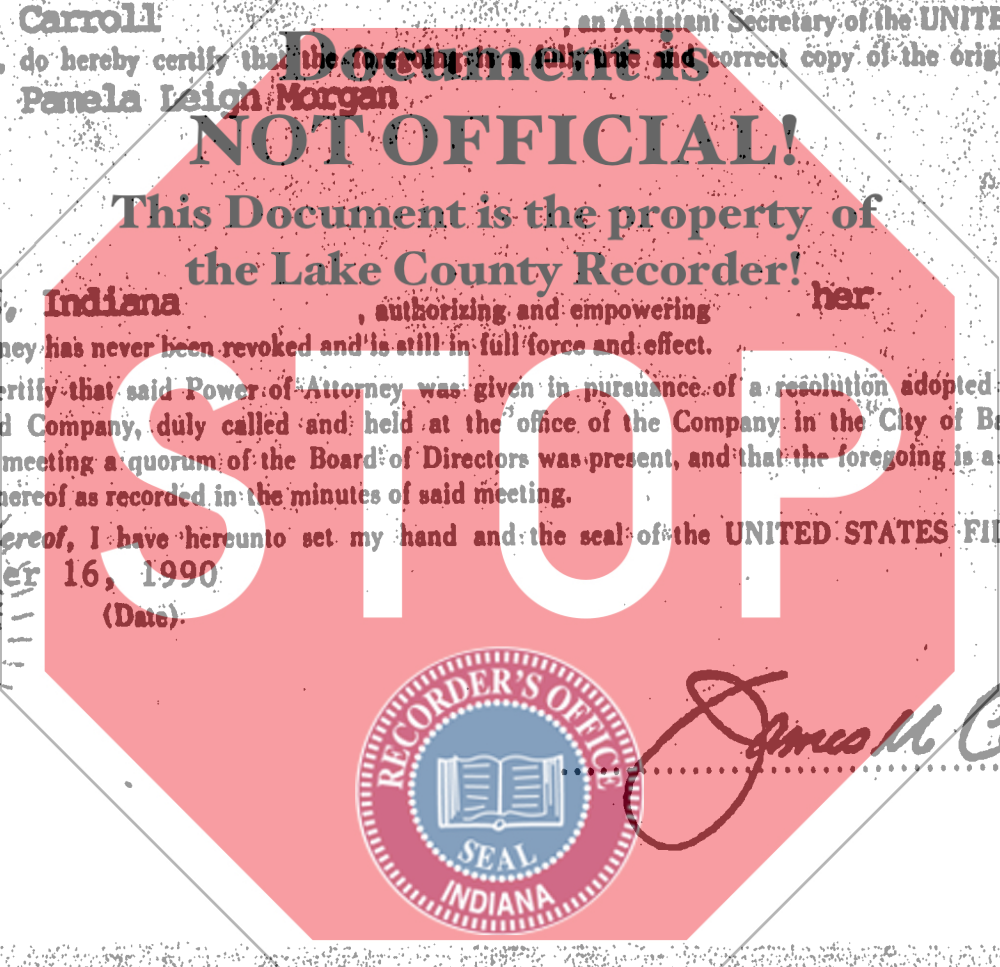 Carroll
, an Assistant Secretary of the UNITE
, do hereby certify that the foregoing is a full, true and correct copy of the orig
Pamela Leigh Morgan
Document is
NOT OFFICIAL!
This Document is the property of
the Lake County Recorder!
Indiana , authorizing and empowering her
ney has never been revoked and is still in full force and effect.
ertify that said Power of Attorney was given in pursuance of a resolution adopted
d Company, duly called and held at the office of the Company in the City of Ba
meeting a quorum of the Board of Directors was present, and that the foregoing is a
hereof as recorded in the minutes of said meeting.
ereof, I have hereunto set my hand and the seal of the UNITED STATES FI
er 16, 1990
(Date).
STOP
RECORDER'S OFFICE
SEAL
INDIANA
James M C